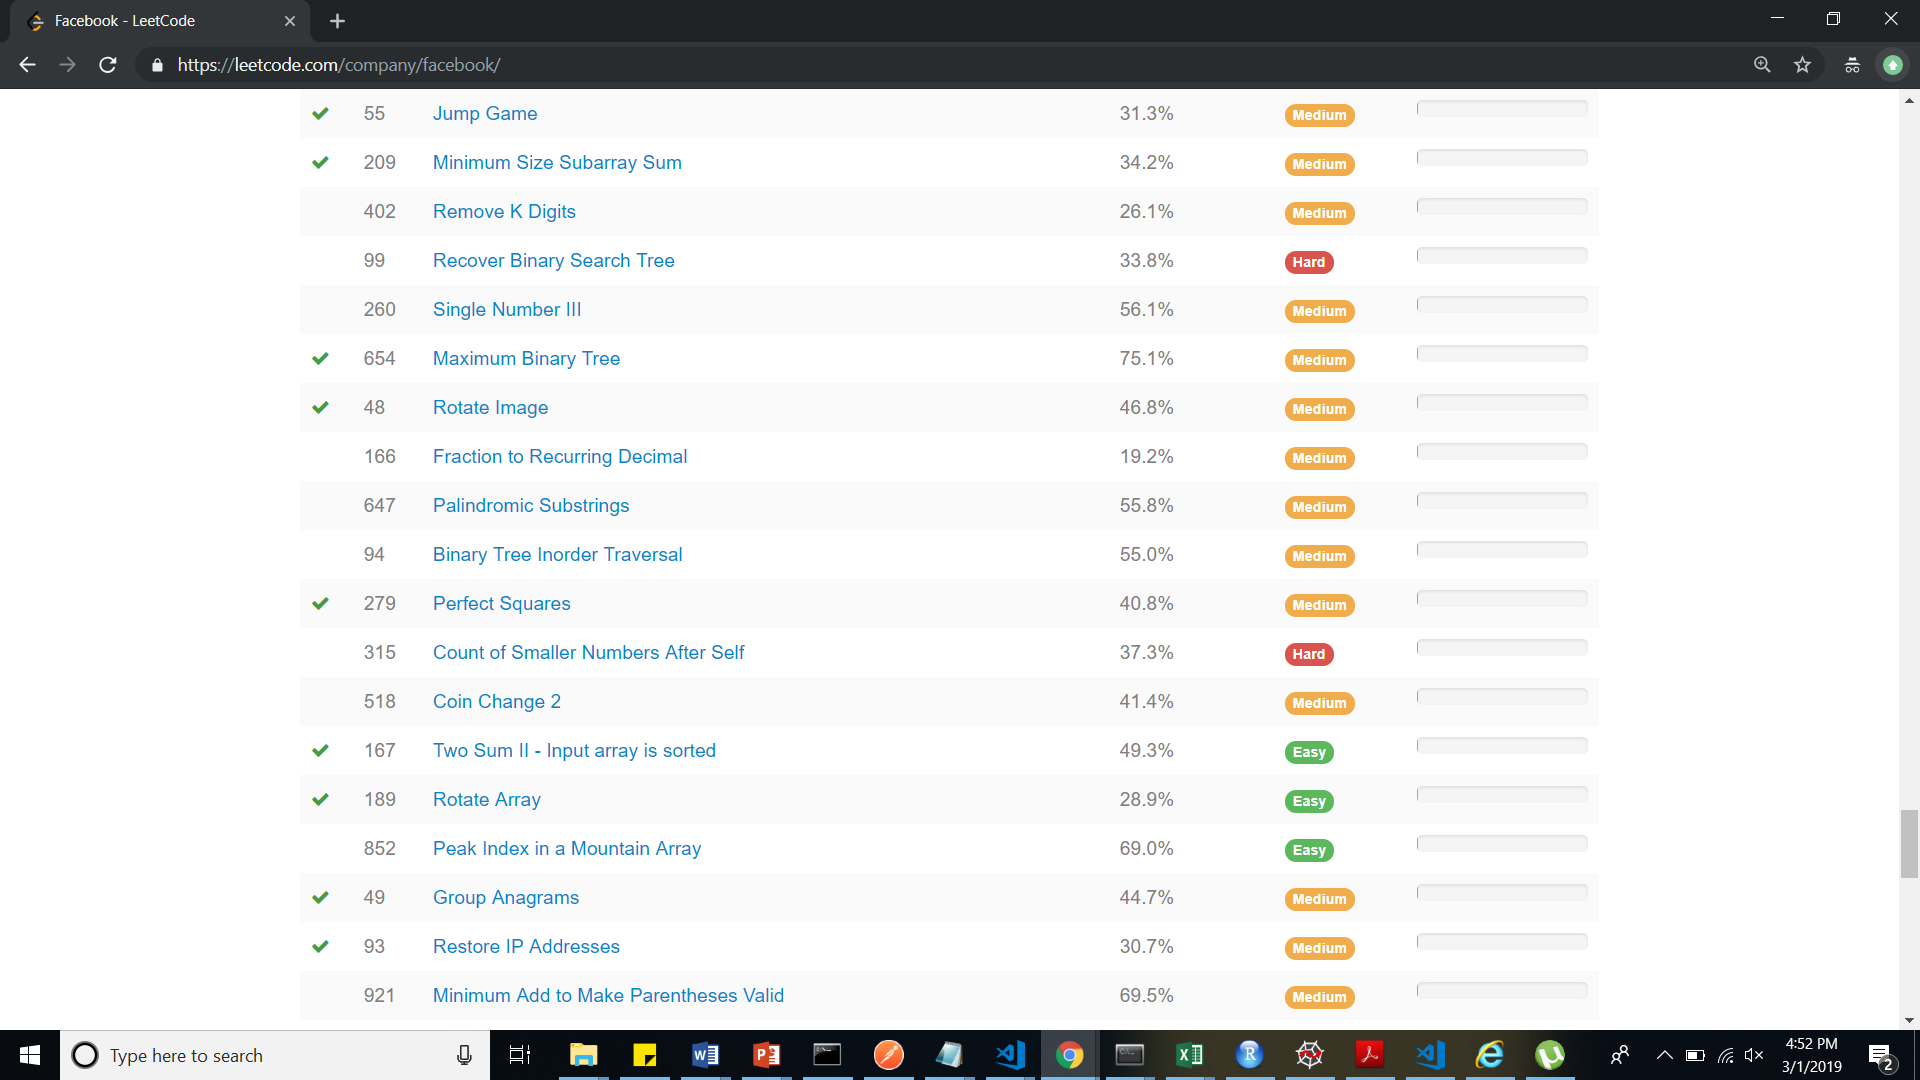 Facebook - LeetCode
https://leetcode.com/company/facebook/
55 Jump Game 31.3% Medium
209 Minimum Size Subarray Sum 34.2% Medium
402 Remove K Digits 26.1% Medium
99 Recover Binary Search Tree 33.8% Hard
260 Single Number III 56.1% Medium
654 Maximum Binary Tree 75.1% Medium
48 Rotate Image 46.8% Medium
166 Fraction to Recurring Decimal 19.2% Medium
647 Palindromic Substrings 55.8% Medium
94 Binary Tree Inorder Traversal 55.0% Medium
279 Perfect Squares 40.8% Medium
315 Count of Smaller Numbers After Self 37.3% Hard
518 Coin Change 2 41.4% Medium
167 Two Sum II - Input array is sorted 49.3% Easy
189 Rotate Array 28.9% Easy
852 Peak Index in a Mountain Array 69.0% Easy
49 Group Anagrams 44.7% Medium
93 Restore IP Addresses 30.7% Medium
921 Minimum Add to Make Parentheses Valid 69.5% Medium
Type here to search
4:52 PM
3/1/2019
2